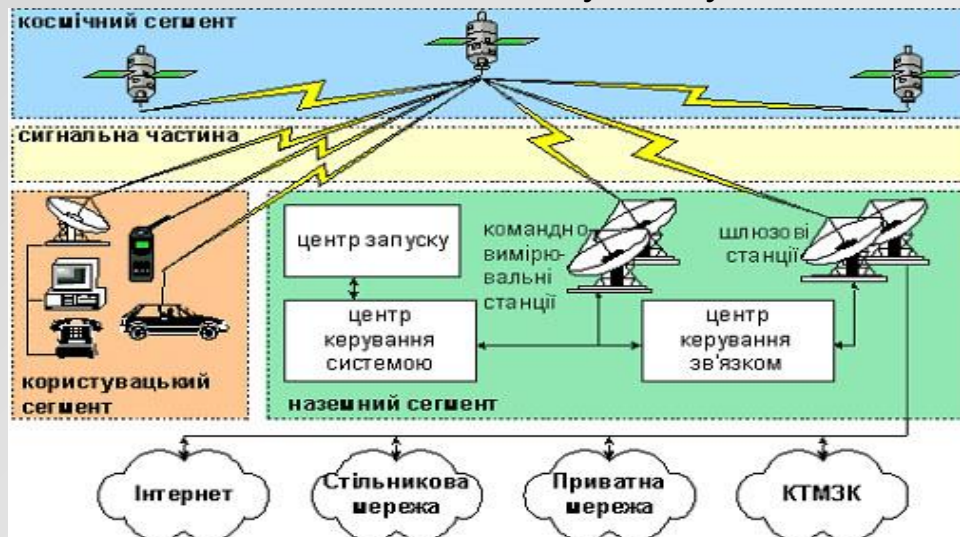 космічний сегмент
сигнальна частина
центр запуску
командно-
вимірю-
вальні
станції
шлюзові
станції
центр
керування
системою
центр
керування
зв'язком
користувацький
сегмент
наземний сегмент
Інтернет
Стільникова
мережа
Приватна
мережа
КТМЗК